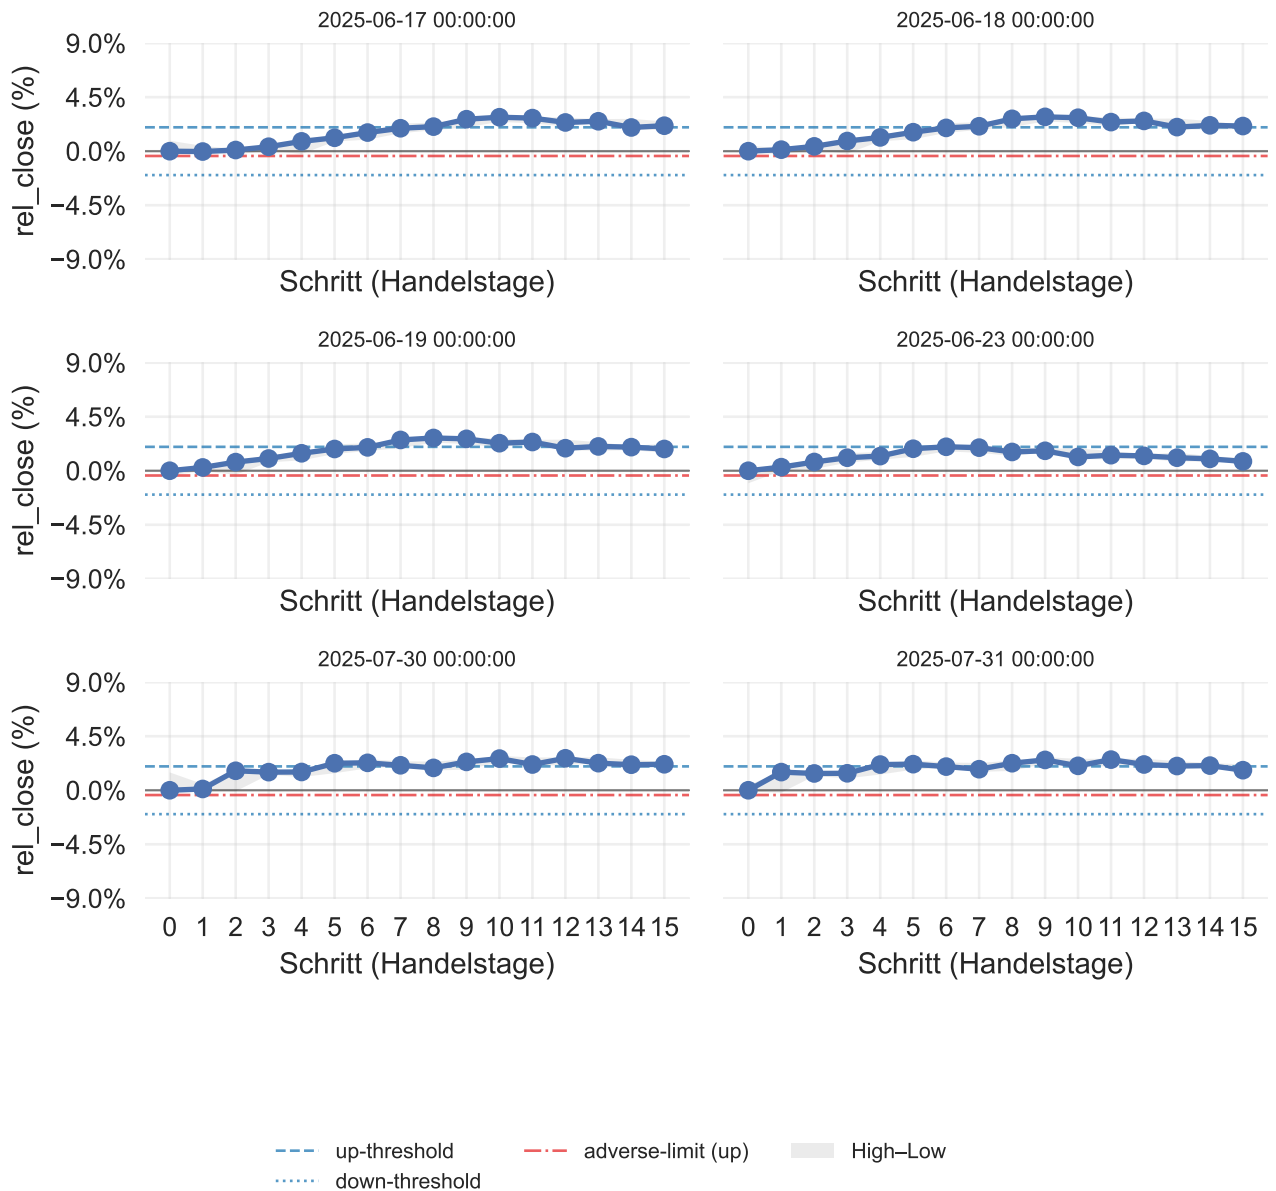 2025-06-17 00:00:00
2025-06-18 00:00:00
9.0%
4.5%
0.0%
−4.5%
−9.0%
rel_close (%)
Schritt (Handelstage)
Schritt (Handelstage)
2025-06-19 00:00:00
2025-06-23 00:00:00
9.0%
4.5%
0.0%
−4.5%
−9.0%
rel_close (%)
Schritt (Handelstage)
Schritt (Handelstage)
2025-07-30 00:00:00
2025-07-31 00:00:00
9.0%
4.5%
0.0%
−4.5%
−9.0%
rel_close (%)
0 1 2 3 4 5 6 7 8 9 10 11 12 13 14 15
0 1 2 3 4 5 6 7 8 9 10 11 12 13 14 15
Schritt (Handelstage)
Schritt (Handelstage)
up-threshold
adverse-limit (up)
High–Low
down-threshold